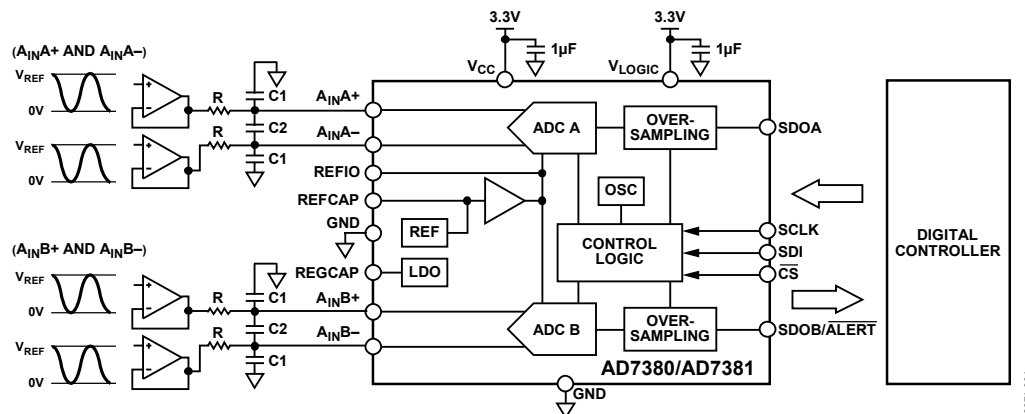 3.3V
3.3V
1µF
1µF
VCC
VLOGIC
(AINA+ AND AINA–)
VREF
0V
R
C1
AINA+
C2
R
AINA–
C1
VREF
0V
ADC A
OVER-
SAMPLING
SDOA
REFIO
REFCAP
GND
REF
OSC
CONTROL
LOGIC
SCLK
SDI
CS
DIGITAL
CONTROLLER
REGCAP
LDO
(AINB+ AND AINB–)
VREF
0V
R
C1
AINB+
C2
R
AINB–
C1
VREF
0V
ADC B
OVER-
SAMPLING
SDOB/ALERT
AD7380/AD7381
GND